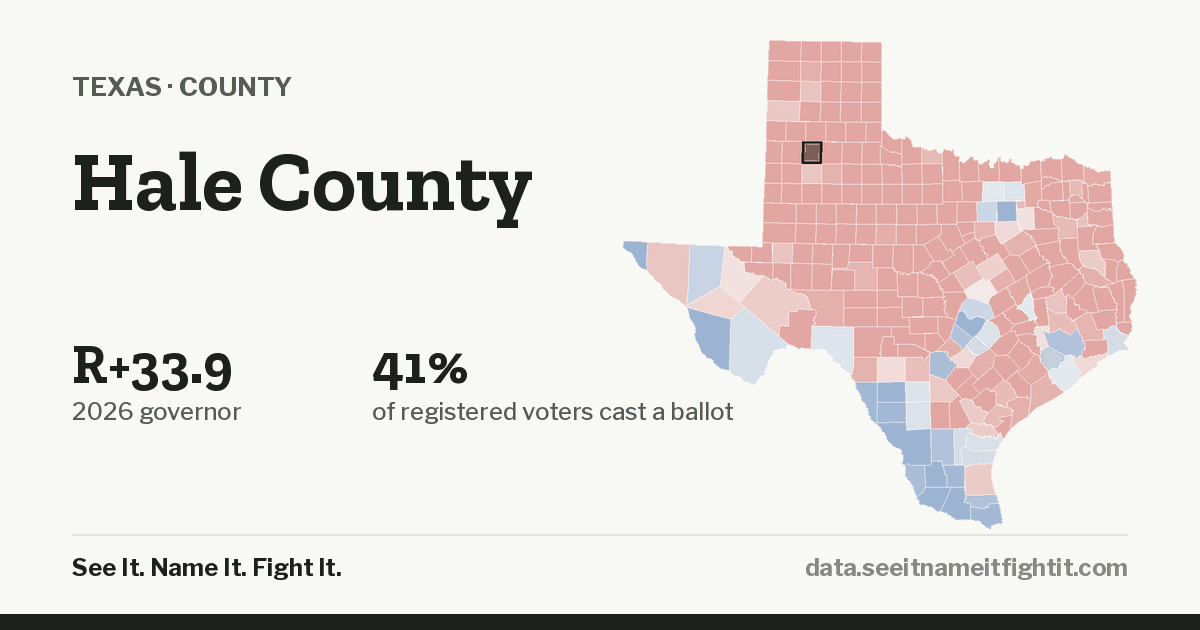 TEXAS · COUNTY
Hale County
R+33.9
2026 governor
41%
of registered voters cast a ballot
See It. Name It. Fight It.
data.seeitnameitfightit.com